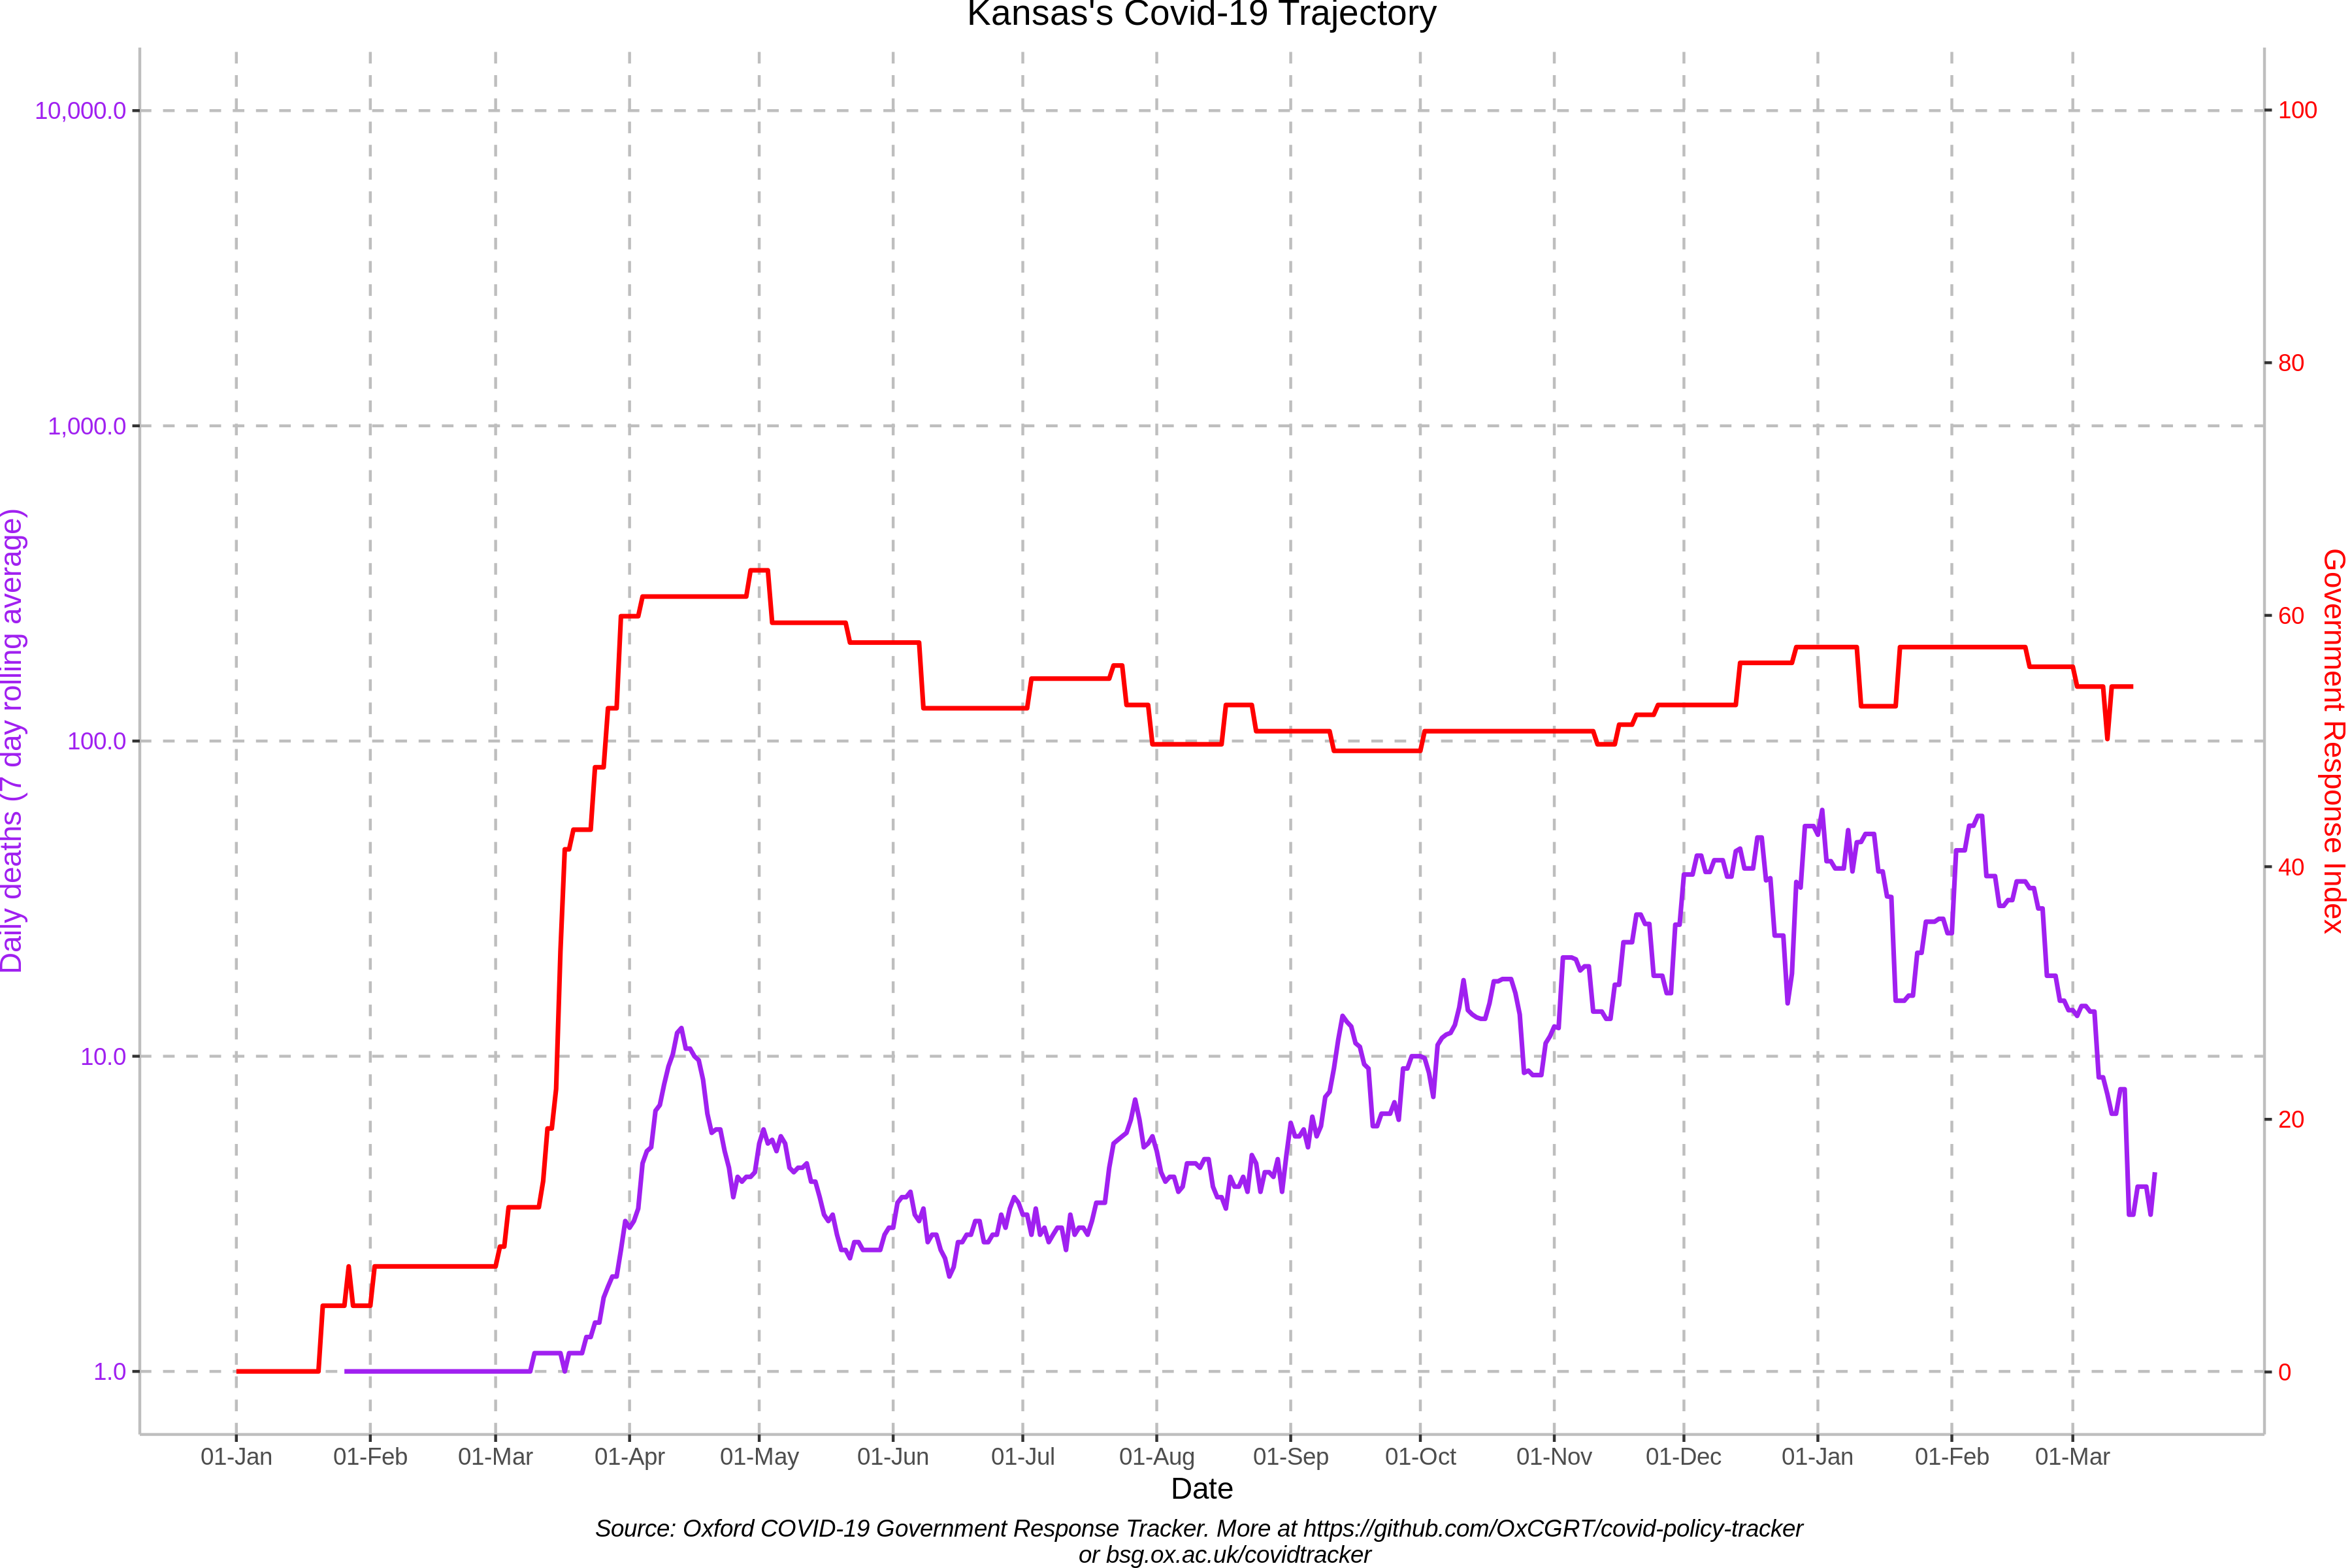 Kansas's Covid-19 Trajectory
10,000.0
1,000.0
100.0
10.0
1.0
Daily deaths (7 day rolling average)
100
80
60
40
20
0
Government Response Index
01-Jan
01-Feb
01-Mar
01-Apr
01-May
01-Jun
01-Jul
01-Aug
01-Sep
01-Oct
01-Nov
01-Dec
01-Jan
01-Feb
01-Mar
Date
Source: Oxford COVID-19 Government Response Tracker. More at https://github.com/OxCGRT/covid-policy-tracker
or bsg.ox.ac.uk/covidtracker